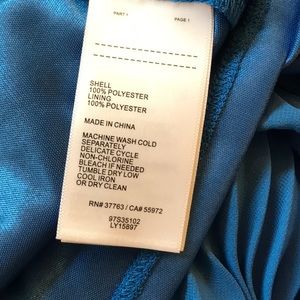 PART 1 PAGE 1
SHELL
100% POLYESTER
LINING
100% POLYESTER
MADE IN CHINA
MACHINE WASH COLD
SEPARATELY
DELICATE CYCLE
NON-CHLORINE
BLEACH IF NEEDED
TUMBLE DRY LOW
COOL IRON
OR DRY CLEAN
RN# 37763 / CA# 55972
97S35102
LY15897